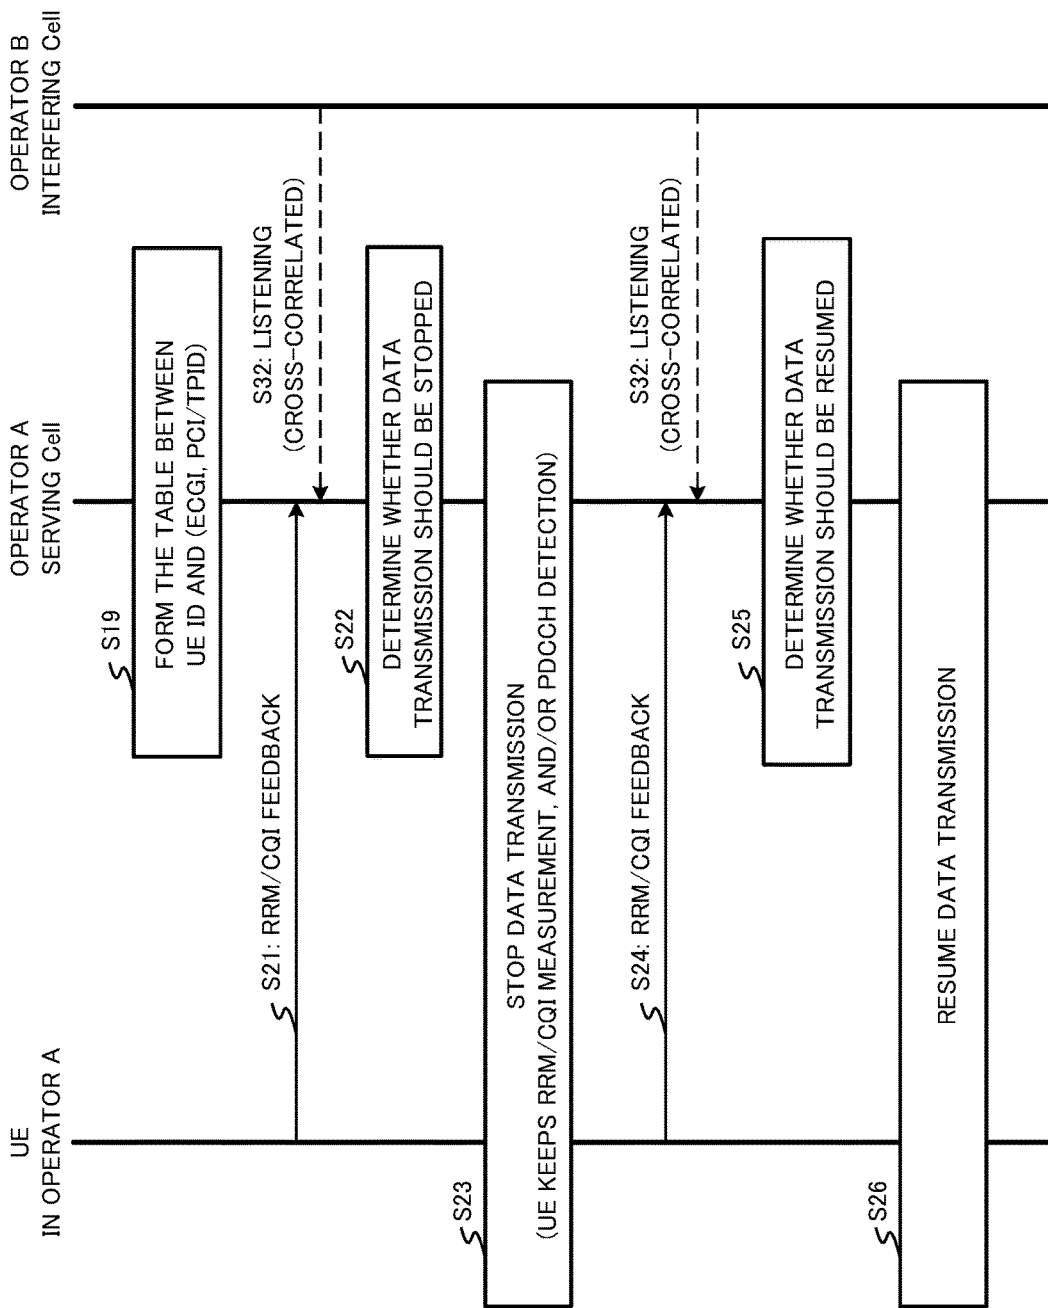 UE
IN OPERATOR A
OPERATOR A
SERVING Cell
OPERATOR B
INTERFERING Cell
S19
FORM THE TABLE BETWEEN
UE ID AND (ECGI, PCI/TPID)
S21: RRM/CQI FEEDBACK
S32: LISTENING
(CROSS-CORRELATED)
S22
DETERMINE WHETHER DATA
TRANSMISSION SHOULD BE STOPPED
S23
STOP DATA TRANSMISSION
(UE KEEPS RRM/CQI MEASUREMENT, AND/OR PDCCH DETECTION)
S24: RRM/CQI FEEDBACK
S32: LISTENING
(CROSS-CORRELATED)
S25
DETERMINE WHETHER DATA
TRANSMISSION SHOULD BE RESUMED
S26
RESUME DATA TRANSMISSION